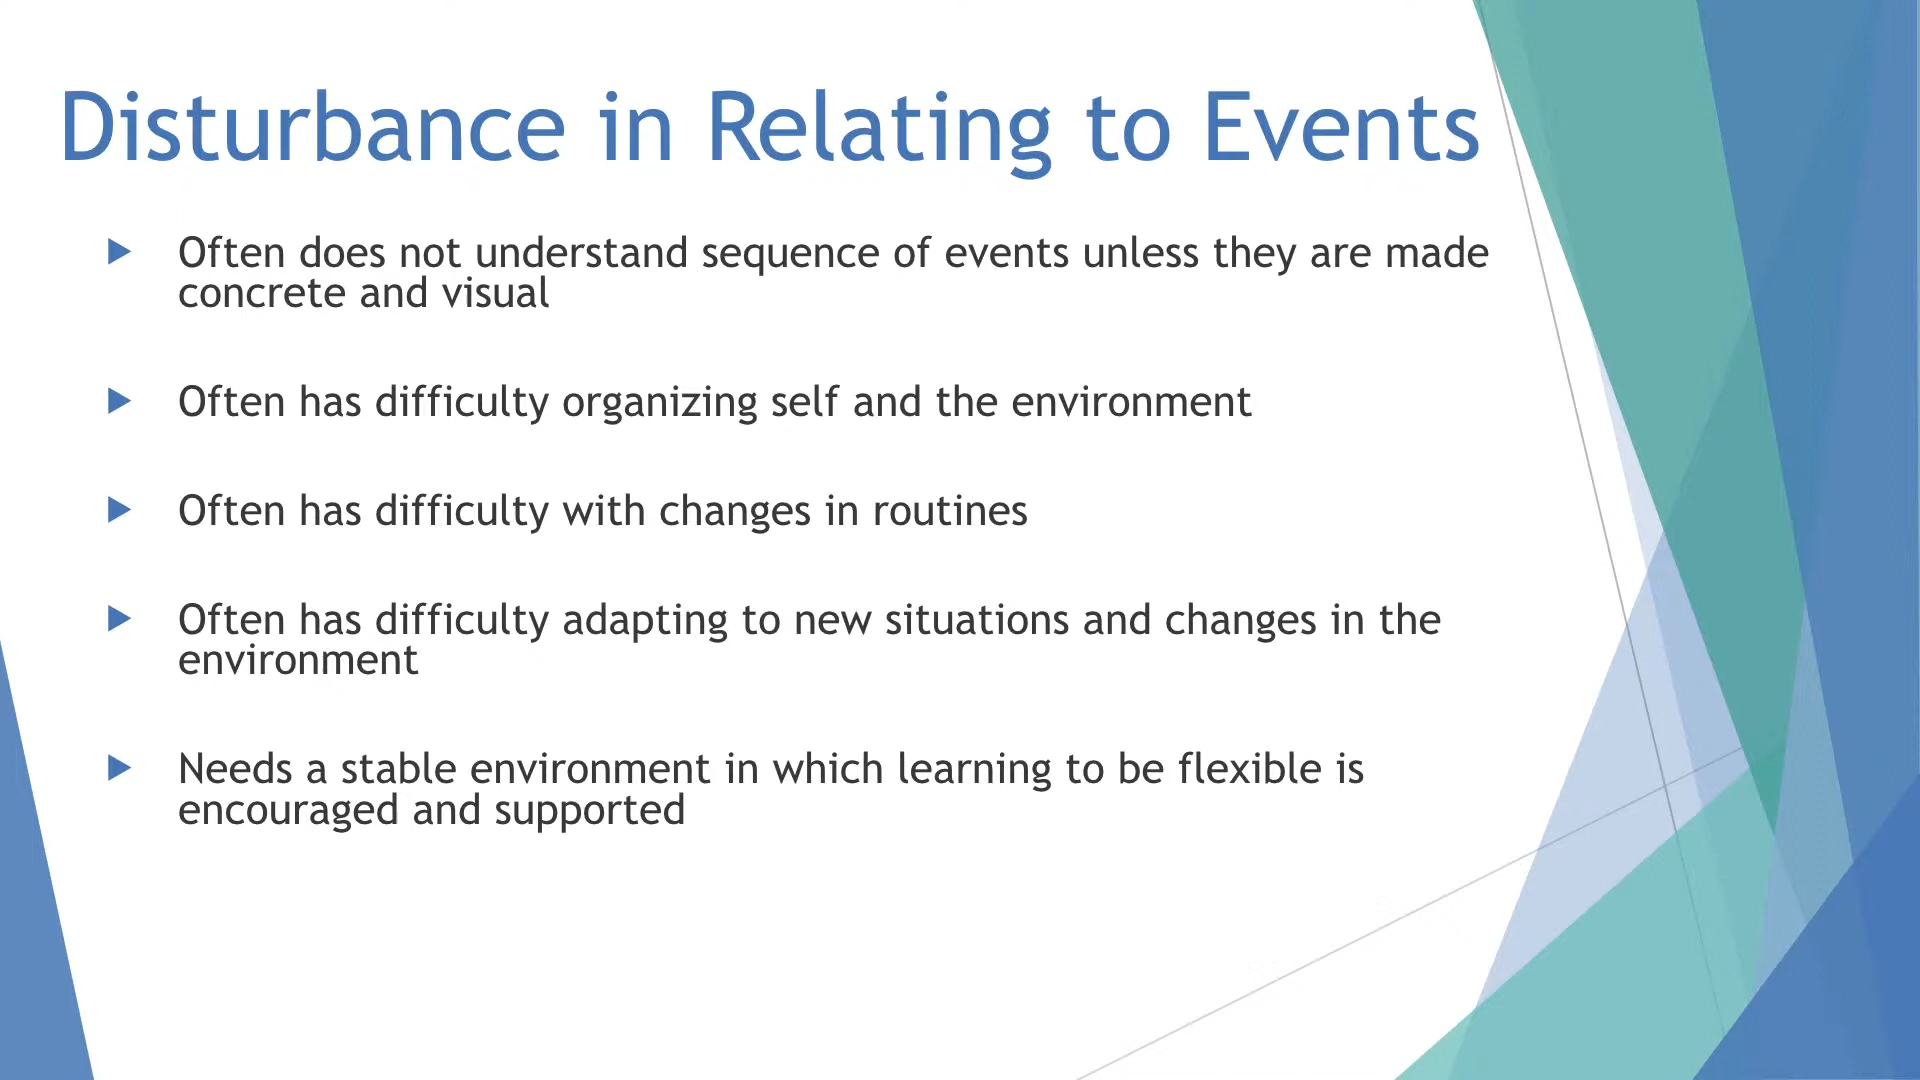 Disturbance in Relating to Events
Often does not understand sequence of events unless they are made
concrete and visual
Often has difficulty organizing self and the environment
Often has difficulty with changes in routines
Often has difficulty adapting to new situations and changes in the
environment
Needs a stable environment in which learning to be flexible is
encouraged and supported